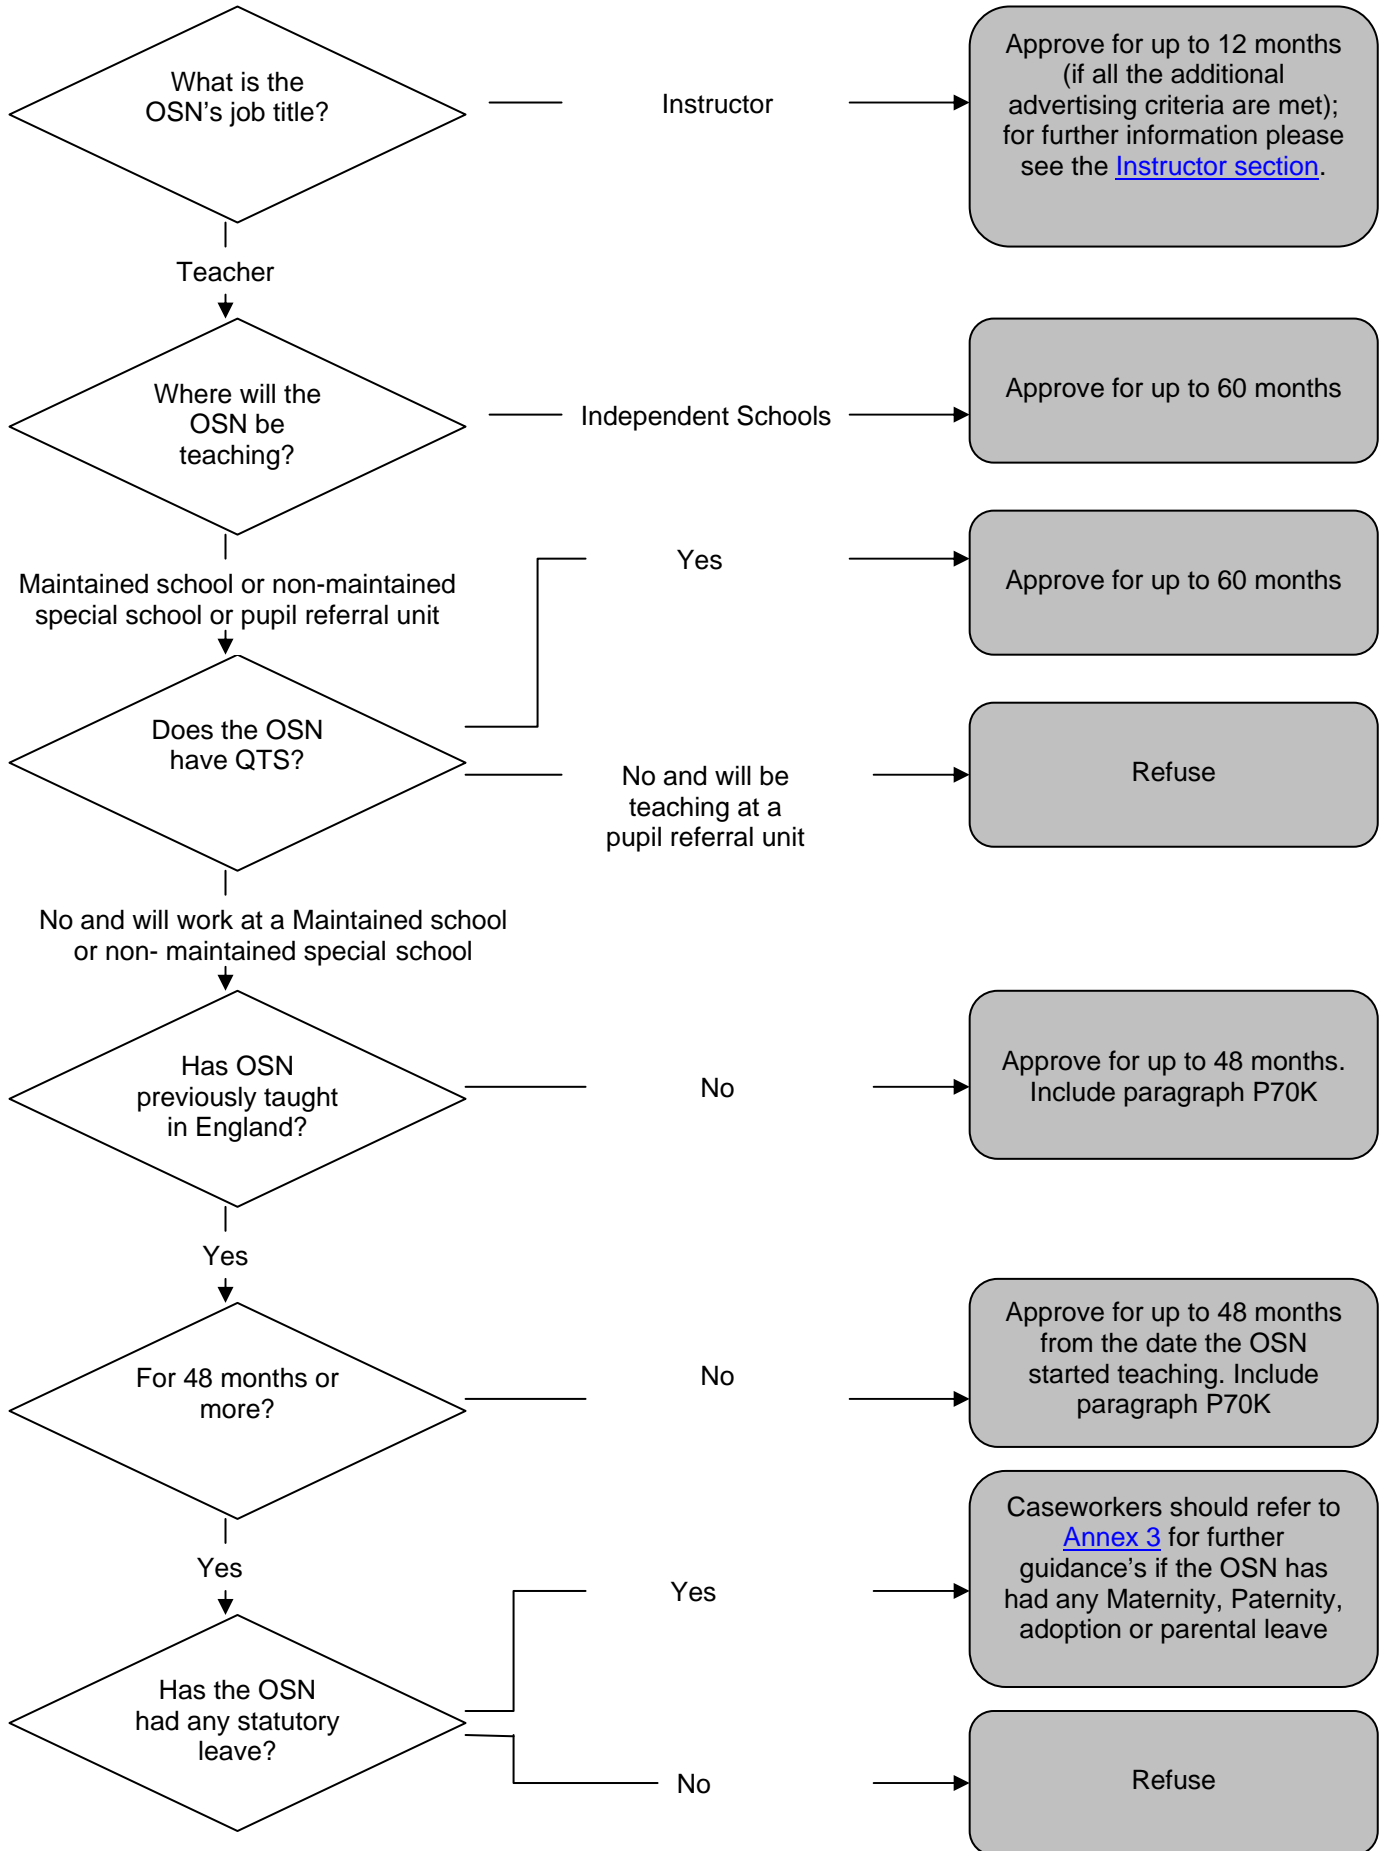 What is the
OSN's job title?
Instructor
Approve for up to 12 months
(if all the additional
advertising criteria are met);
for further information please
see the Instructor section.
Teacher
Where will the
OSN be
teaching?
Independent Schools
Approve for up to 60 months
Maintained school or non-maintained
special school or pupil referral unit
Does the OSN
have QTS?
Yes
Approve for up to 60 months
No and will be
teaching at a
pupil referral unit
Refuse
No and will work at a Maintained school
or non- maintained special school
Has OSN
previously taught
in England?
No
Approve for up to 48 months.
Include paragraph P70K
Yes
For 48 months or
more?
No
Approve for up to 48 months
from the date the OSN
started teaching. Include
paragraph P70K
Yes
Has the OSN
had any statutory
leave?
Yes
Caseworkers should refer to
Annex 3 for further
guidance's if the OSN has
had any Maternity, Paternity,
adoption or parental leave
No
Refuse